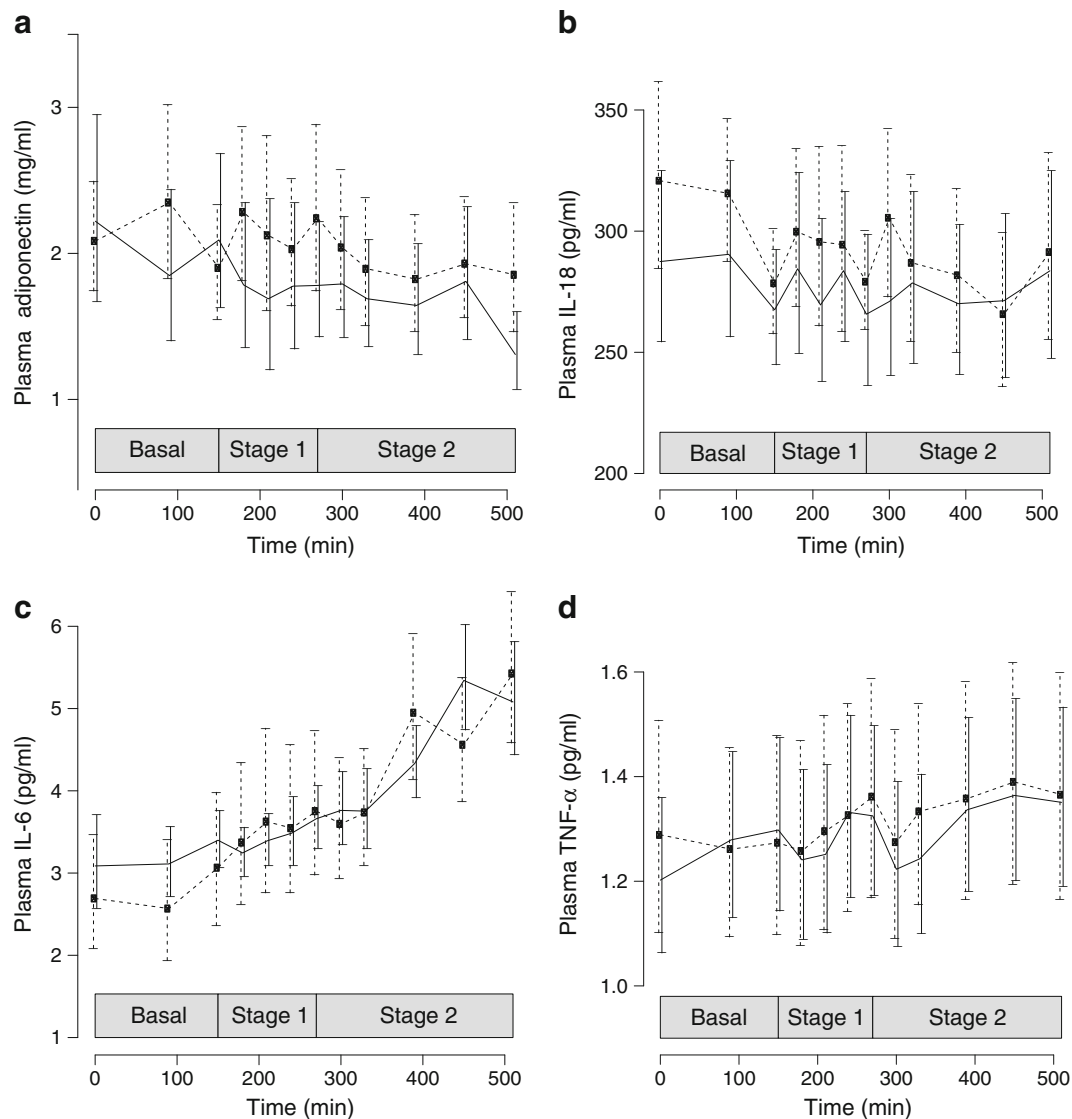 a
Plasma adiponectin (mg/ml)
3
2
1
Basal
Stage 1
Stage 2
0 100 200 300 400 500
Time (min)
b
Plasma IL-18 (pg/ml)
350
300
250
200
Basal
Stage 1
Stage 2
0 100 200 300 400 500
Time (min)
c
Plasma IL-6 (pg/ml)
6
5
4
3
2
1
Basal
Stage 1
Stage 2
0 100 200 300 400 500
Time (min)
d
Plasma TNF-α (pg/ml)
1.6
1.4
1.2
1.0
Basal
Stage 1
Stage 2
0 100 200 300 400 500
Time (min)